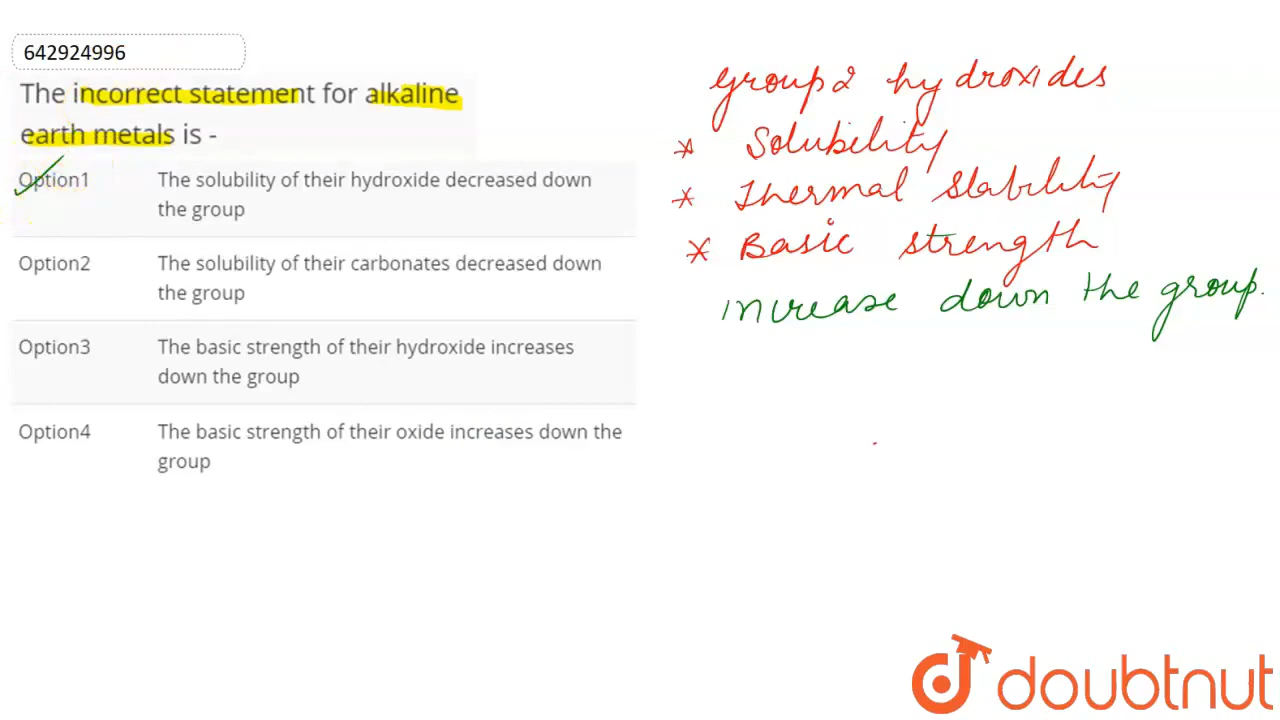 642924996
The incorrect statement for alkaline
earth metals is -
Option1 The solubility of their hydroxide decreased down
the group
Option2 The solubility of their carbonates decreased down
the group
Option3 The basic strength of their hydroxide increases
down the group
Option4 The basic strength of their oxide increases down the
group
group 2 hydroxides
* Solubility
* Thermal stability
* Basic strength
increase down the group.
doubtnut